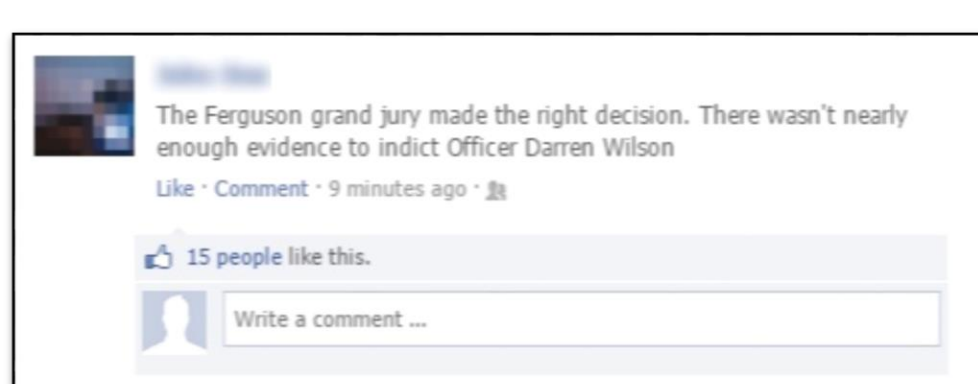 The Ferguson grand jury made the right decision. There wasn't nearly
enough evidence to indict Officer Darren Wilson
Like · Comment · 9 minutes ago ·
15 people like this.
Write a comment ...